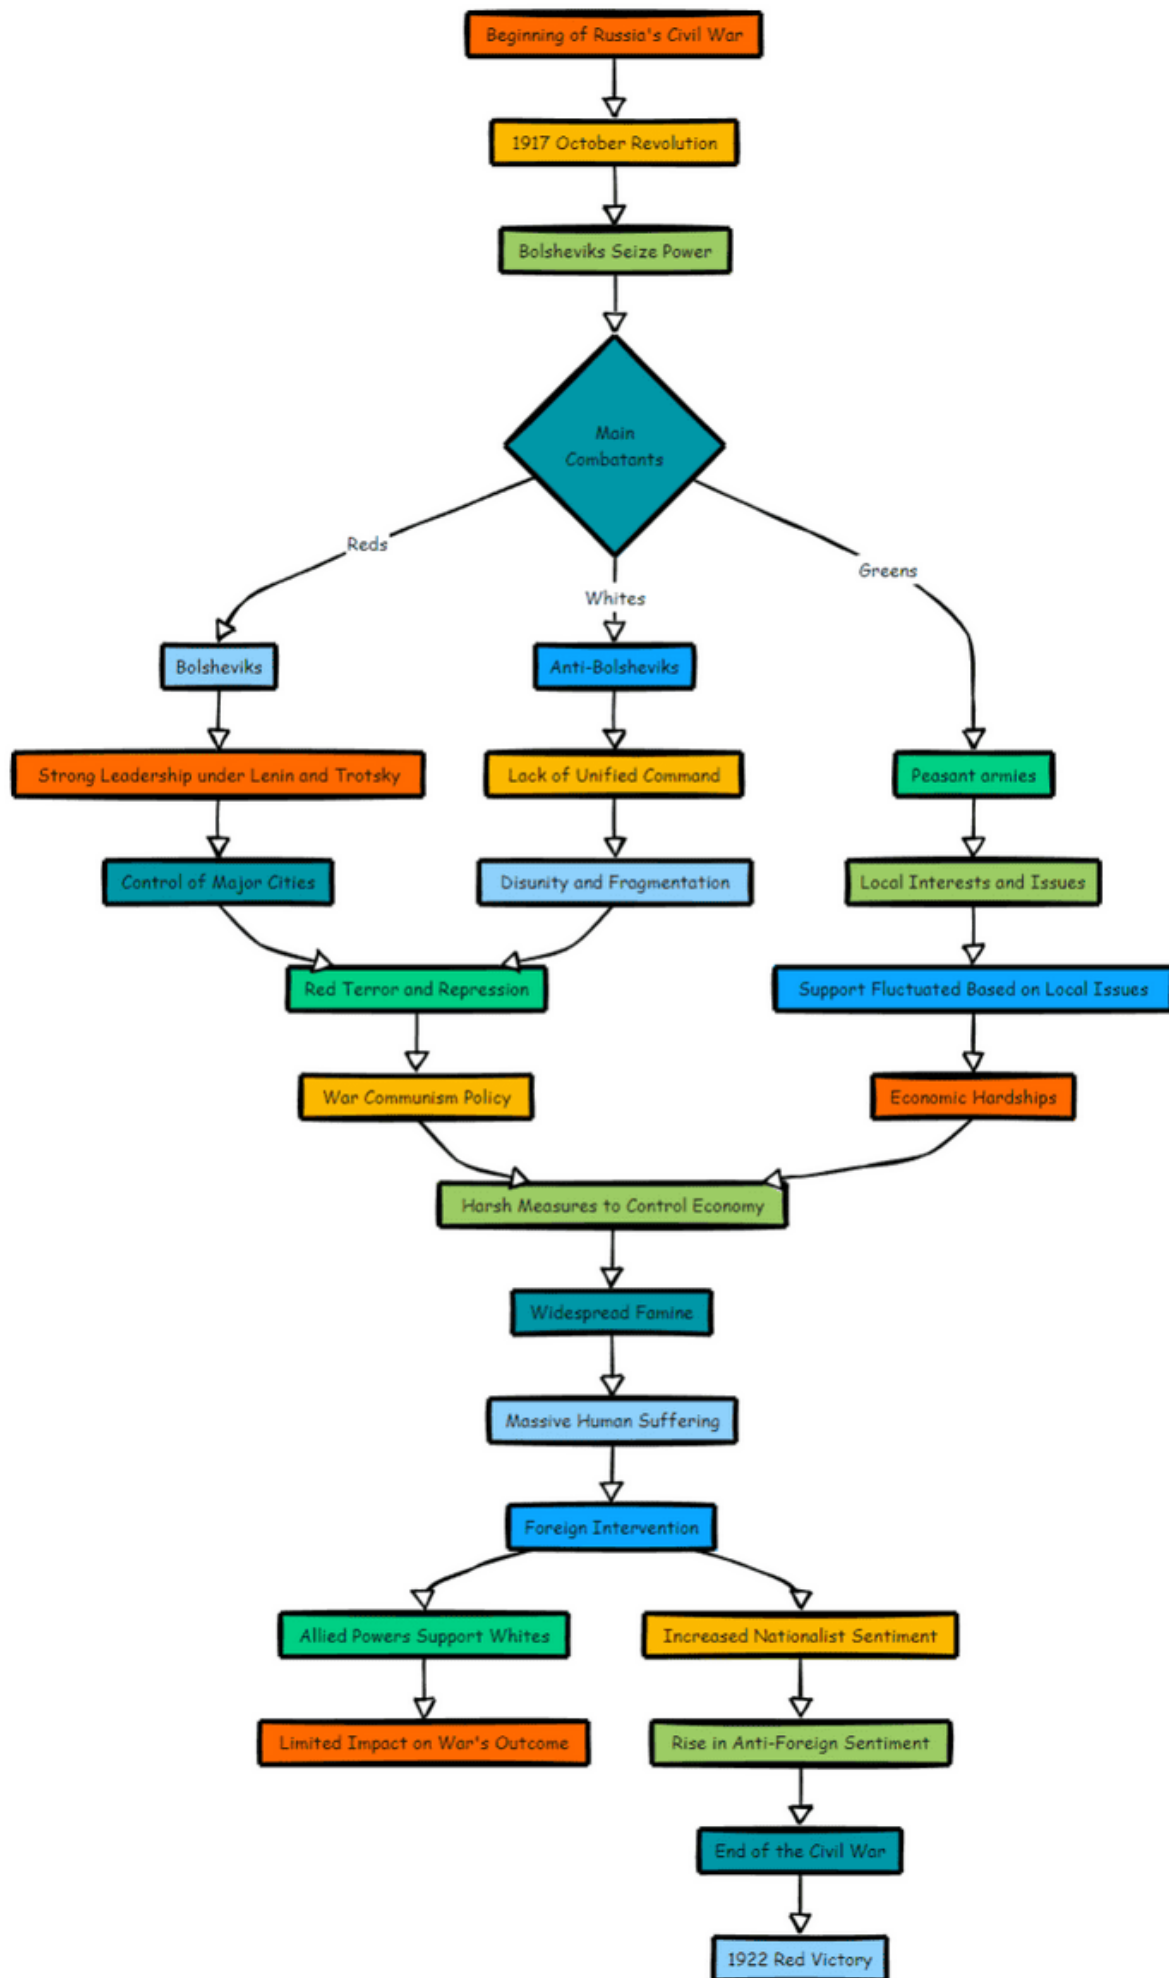 Beginning of Russia's Civil War
1917 October Revolution
Bolsheviks Seize Power
Main
Combatants
Reds
Greens
Whites
Bolsheviks
Anti-Bolsheviks
Strong Leadership under Lenin and Trotsky
Lack of Unified Command
Peasant armies
Control of Major Cities
Disunity and Fragmentation
Local Interests and Issues
Red Terror and Repression
Support Fluctuated Based on Local Issues
War Communism Policy
Economic Hardships
Harsh Measures to Control Economy
Widespread Famine
Massive Human Suffering
Foreign Intervention
Allied Powers Support Whites
Increased Nationalist Sentiment
Limited Impact on War's Outcome
Rise in Anti-Foreign Sentiment
End of the Civil War
1922 Red Victory